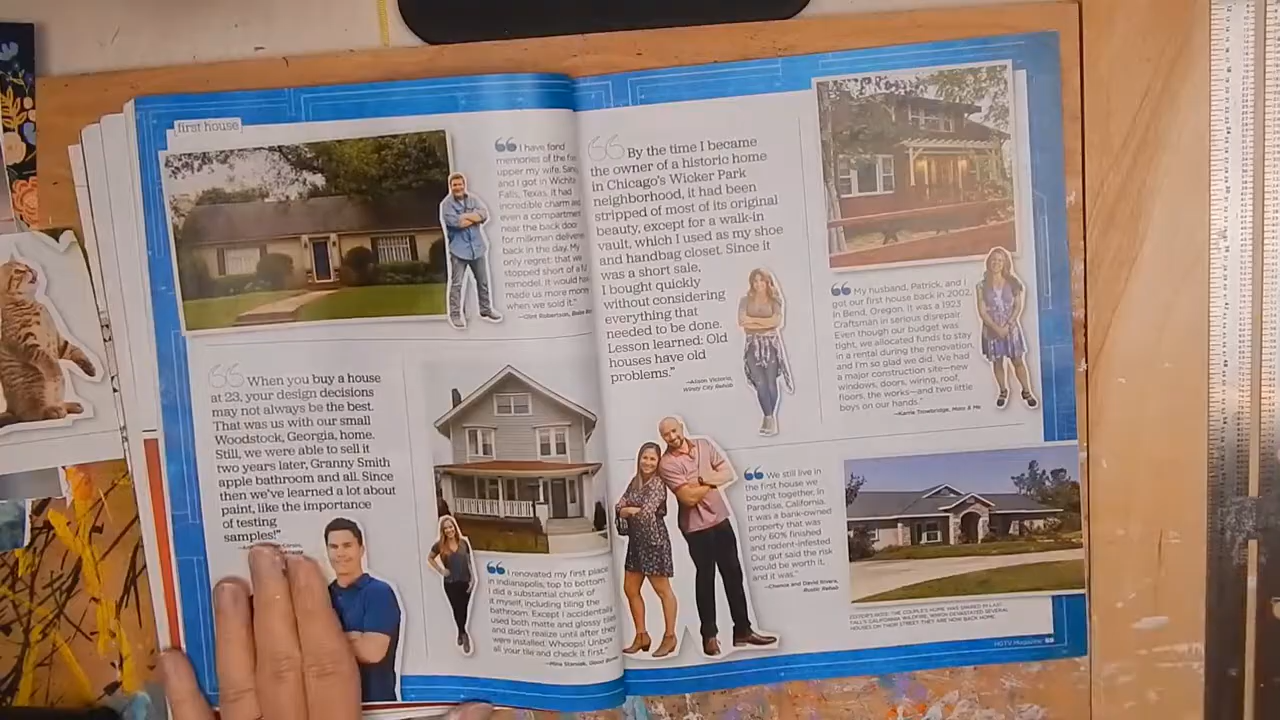 first house
I have fond
memories of the
upper my wife,
and I got in Wichita
Falls, Texas. It had
incredible charm and
even a compartment
near the back door
for milkman deliveries
back in the day. My
only regret: that we
stopped short of a
remodel. It would have
made us more money
when we sold it.”
—Clint Robertson,
When you buy a house
at 23, your design decisions
may not always be the best.
That was us with our small
Woodstock, Georgia, home.
Still, we were able to sell it
two years later, Granny Smith
apple bathroom and all. Since
then we've learned a lot about
paint, like the importance
of testing
samples!”
I renovated my first place
in Indianapolis, top to bottom.
I did a substantial chunk of
it myself, including tiling the
bathroom. Except I accidentally
used both matte and glossy tiles
and didn't realize until after they
were installed. Whoops! Unbox
all your tile and check it first.”
—Mina Starsiak,
“ By the time I became
the owner of a historic home
in Chicago's Wicker Park
neighborhood, it had been
stripped of most of its original
beauty, except for a walk-in
vault, which I used as my shoe
and handbag closet. Since it
was a short sale,
I bought quickly
without considering
everything that
needed to be done.
Lesson learned: Old
houses have old
problems.”
—Alison Victoria,
Windy City Rehab
“ My husband, Patrick, and I
got our first house back in 2002,
in Bend, Oregon. It was a 1923
Craftsman in serious disrepair.
Even though our budget was
tight, we allocated funds to stay
in a rental during the renovation,
and I'm so glad we did. We had
a major construction site—new
windows, doors, wiring, roof,
floors, the works—and two little
boys on our hands.”
—Karrie Trowbridge, Mom & Me
“ We still live in
the first house we
bought together, in
Paradise, California.
It was a bank-owned
property that was
only 60% finished
and rodent-infested.
Our gut said the risk
would be worth it,
and it was.”
—Chenoa and David Rivera,
Rustic Rehab
EDITOR'S NOTE: THE COUPLE'S HOME WAS SPARED IN LAST
FALL'S CALIFORNIA WILDFIRE, WHICH DEVASTATED SEVERAL
HOUSES ON THEIR STREET. THEY ARE NOW BACK HOME.
HGTV Magazine